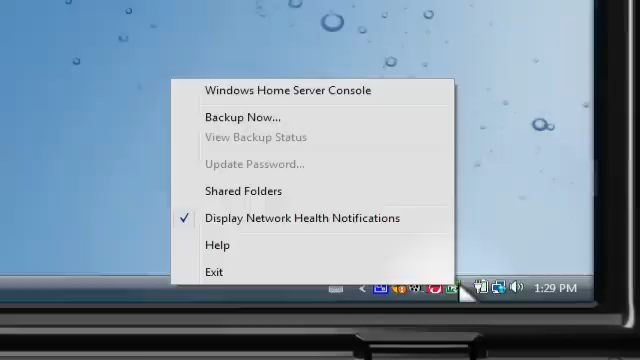 Windows Home Server Console
Backup Now...
View Backup Status
Update Password...
Shared Folders
Display Network Health Notifications
Help
Exit
1:29 PM